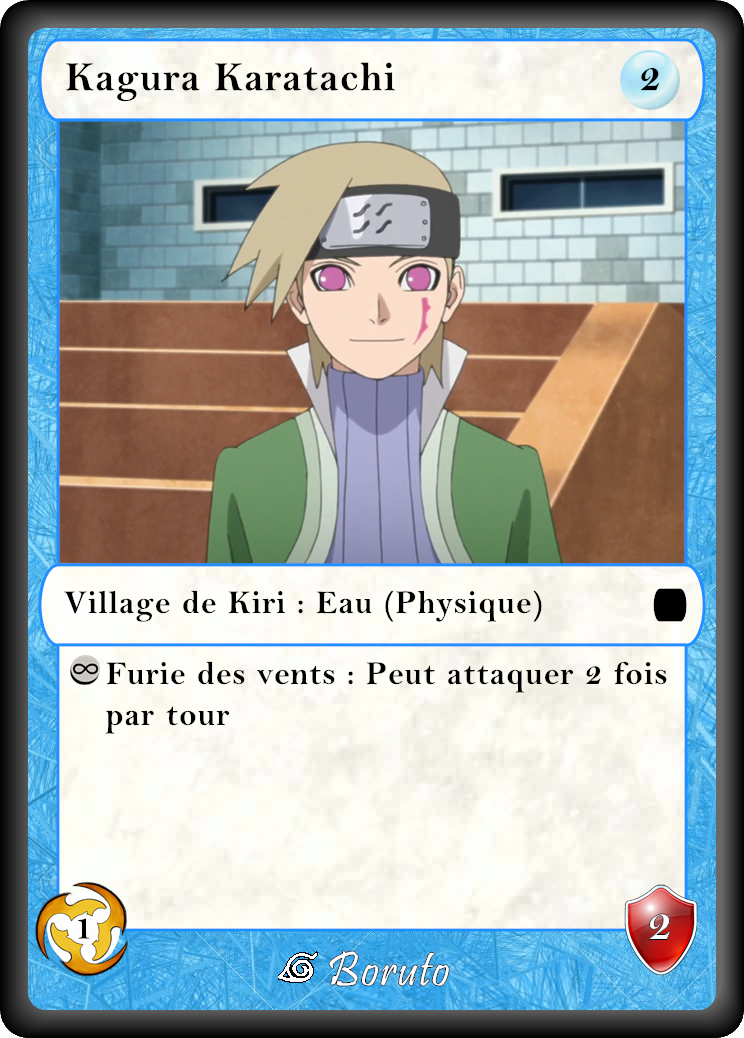 Kagura Karatachi
2
Village de Kiri : Eau (Physique)
Furie des vents : Peut attaquer 2 fois
par tour
1
2
Boruto